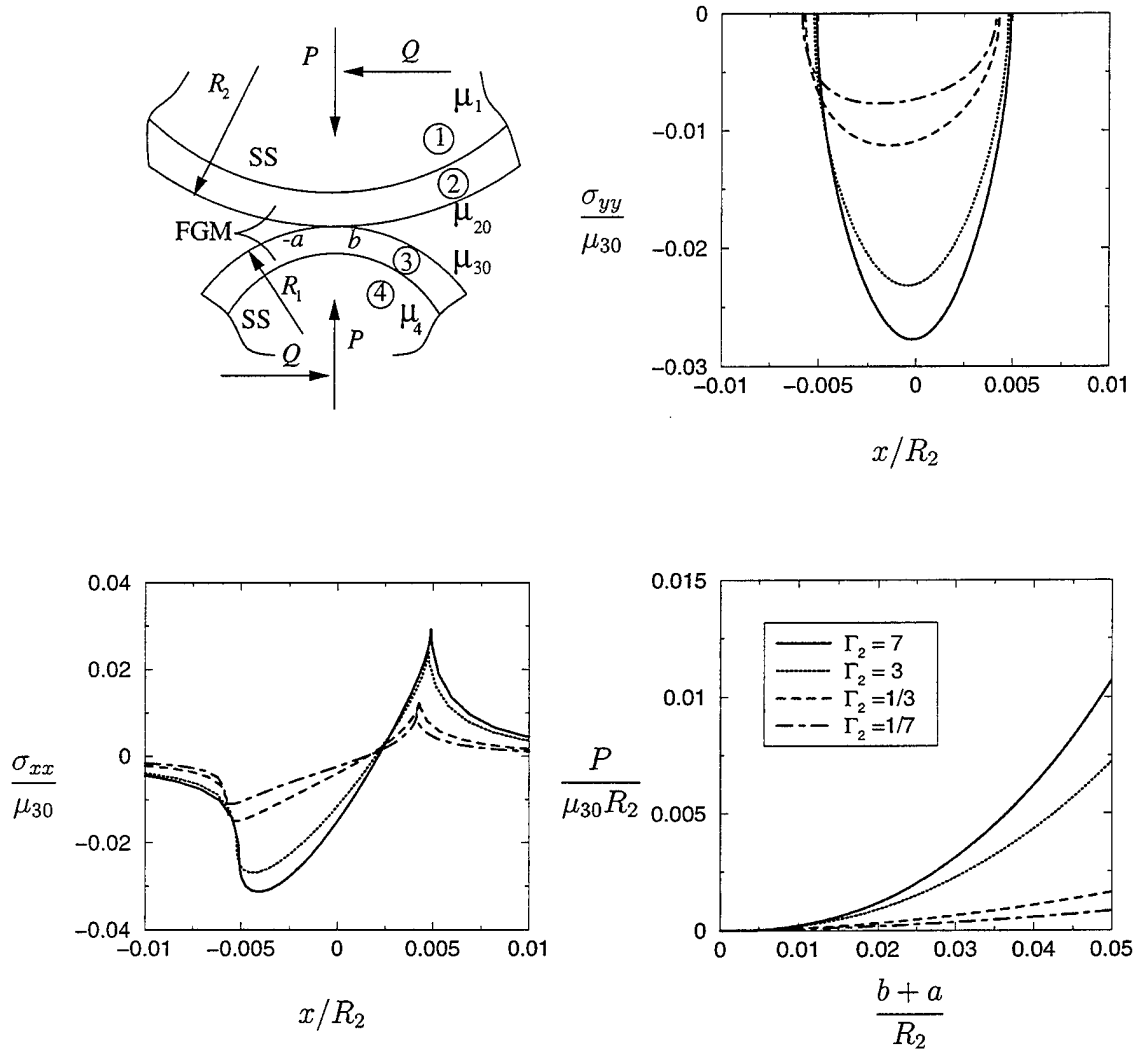 P
Q
R₂
μ₁
SS
①
②
μ₂₀
FGM
-a
b
③
μ₃₀
R₁
④
SS
μ₄
P
Q
0
−0.01
−0.02
−0.03
σ_yy / μ₃₀
−0.01 −0.005 0 0.005 0.01
x/R₂
0.04
0.02
0
−0.02
−0.04
σ_xx / μ₃₀
−0.01 −0.005 0 0.005 0.01
x/R₂
0.015
0.01
0.005
0
P / μ₃₀R₂
Γ₂ = 7
Γ₂ = 3
Γ₂ =1/3
Γ₂ =1/7
0 0.01 0.02 0.03 0.04 0.05
b + a / R₂